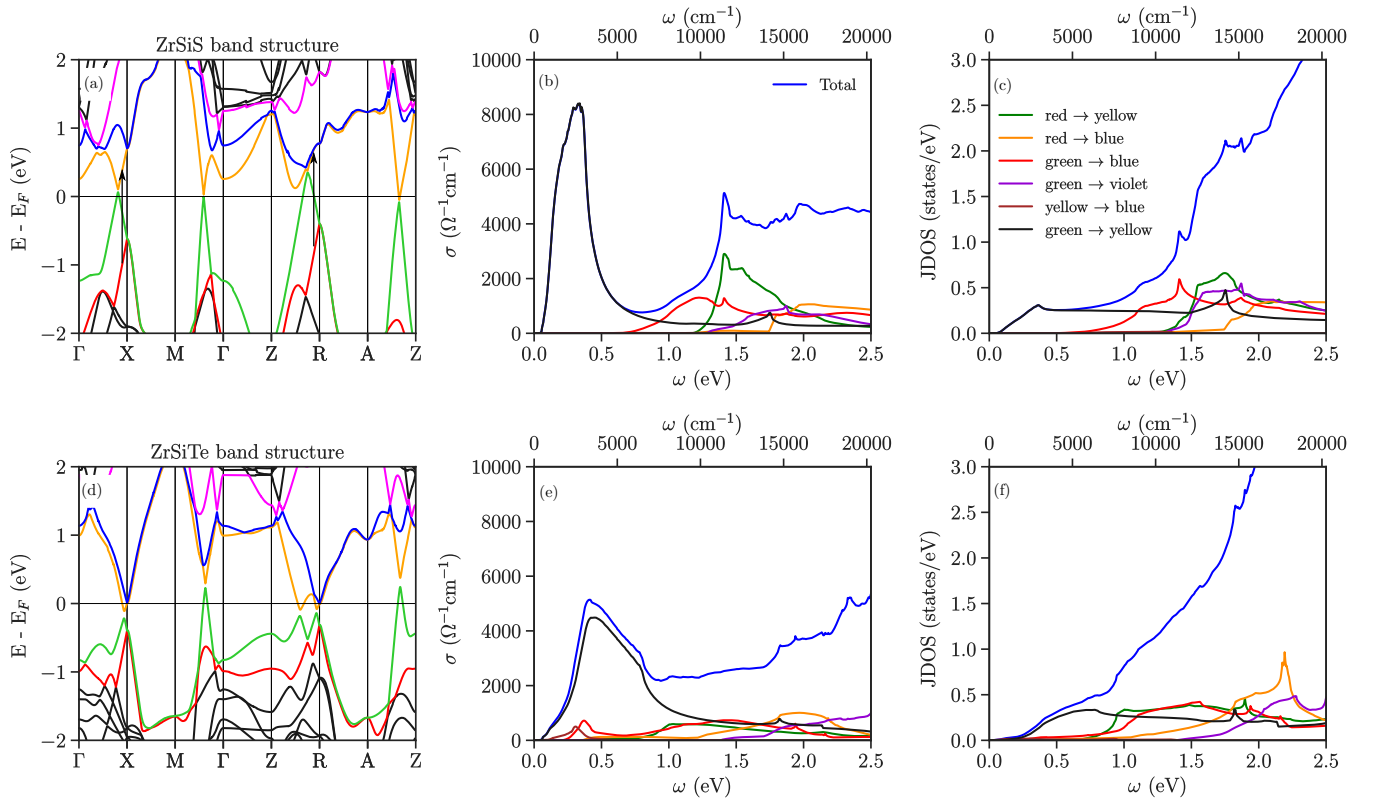 ZrSiS band structure
(a)
E - E_F (eV)
2
1
0
−1
−2
Γ X M Γ Z R A Z
ω (cm⁻¹)
0 5000 10000 15000 20000
(b)
Total
σ (Ω⁻¹cm⁻¹)
10000
8000
6000
4000
2000
0
0.0 0.5 1.0 1.5 2.0 2.5
ω (eV)
ω (cm⁻¹)
0 5000 10000 15000 20000
(c)
red → yellow
red → blue
green → blue
green → violet
yellow → blue
green → yellow
JDOS (states/eV)
3.0
2.5
2.0
1.5
1.0
0.5
0.0
0.0 0.5 1.0 1.5 2.0 2.5
ω (eV)
ZrSiTe band structure
(d)
E - E_F (eV)
2
1
0
−1
−2
Γ X M Γ Z R A Z
ω (cm⁻¹)
0 5000 10000 15000 20000
(e)
σ (Ω⁻¹cm⁻¹)
10000
8000
6000
4000
2000
0
0.0 0.5 1.0 1.5 2.0 2.5
ω (eV)
ω (cm⁻¹)
0 5000 10000 15000 20000
(f)
JDOS (states/eV)
3.0
2.5
2.0
1.5
1.0
0.5
0.0
0.0 0.5 1.0 1.5 2.0 2.5
ω (eV)